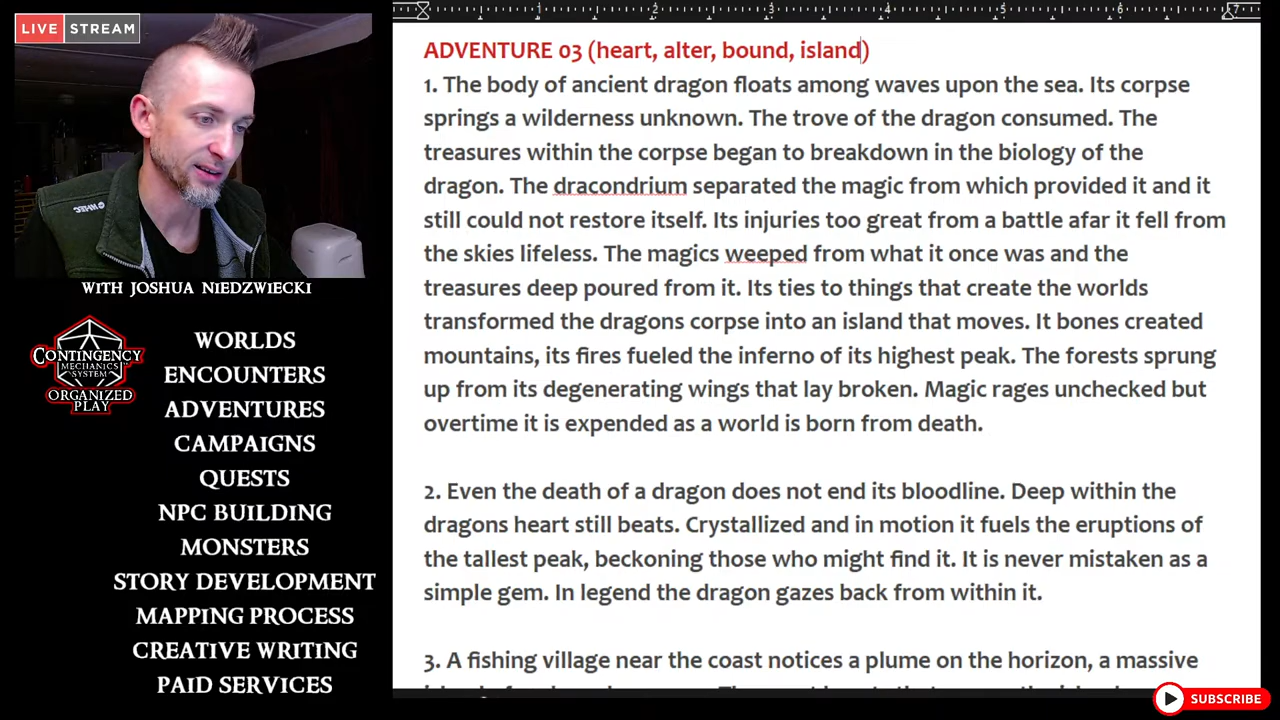 LIVE STREAM
WITH JOSHUA NIEDZWIECKI
CONTINGENCY
MECHANICS
SYSTEM
ORGANIZED
PLAY
WORLDS
ENCOUNTERS
ADVENTURES
CAMPAIGNS
QUESTS
NPC BUILDING
MONSTERS
STORY DEVELOPMENT
MAPPING PROCESS
CREATIVE WRITING
PAID SERVICES
1 2 3 4 5 6 7
ADVENTURE 03 (heart, alter, bound, island)
1. The body of ancient dragon floats among waves upon the sea. Its corpse
springs a wilderness unknown. The trove of the dragon consumed. The
treasures within the corpse began to breakdown in the biology of the
dragon. The dracondrium separated the magic from which provided it and it
still could not restore itself. Its injuries too great from a battle afar it fell from
the skies lifeless. The magics weeped from what it once was and the
treasures deep poured from it. Its ties to things that create the worlds
transformed the dragons corpse into an island that moves. It bones created
mountains, its fires fueled the inferno of its highest peak. The forests sprung
up from its degenerating wings that lay broken. Magic rages unchecked but
overtime it is expended as a world is born from death.
2. Even the death of a dragon does not end its bloodline. Deep within the
dragons heart still beats. Crystallized and in motion it fuels the eruptions of
the tallest peak, beckoning those who might find it. It is never mistaken as a
simple gem. In legend the dragon gazes back from within it.
3. A fishing village near the coast notices a plume on the horizon, a massive
SUBSCRIBE